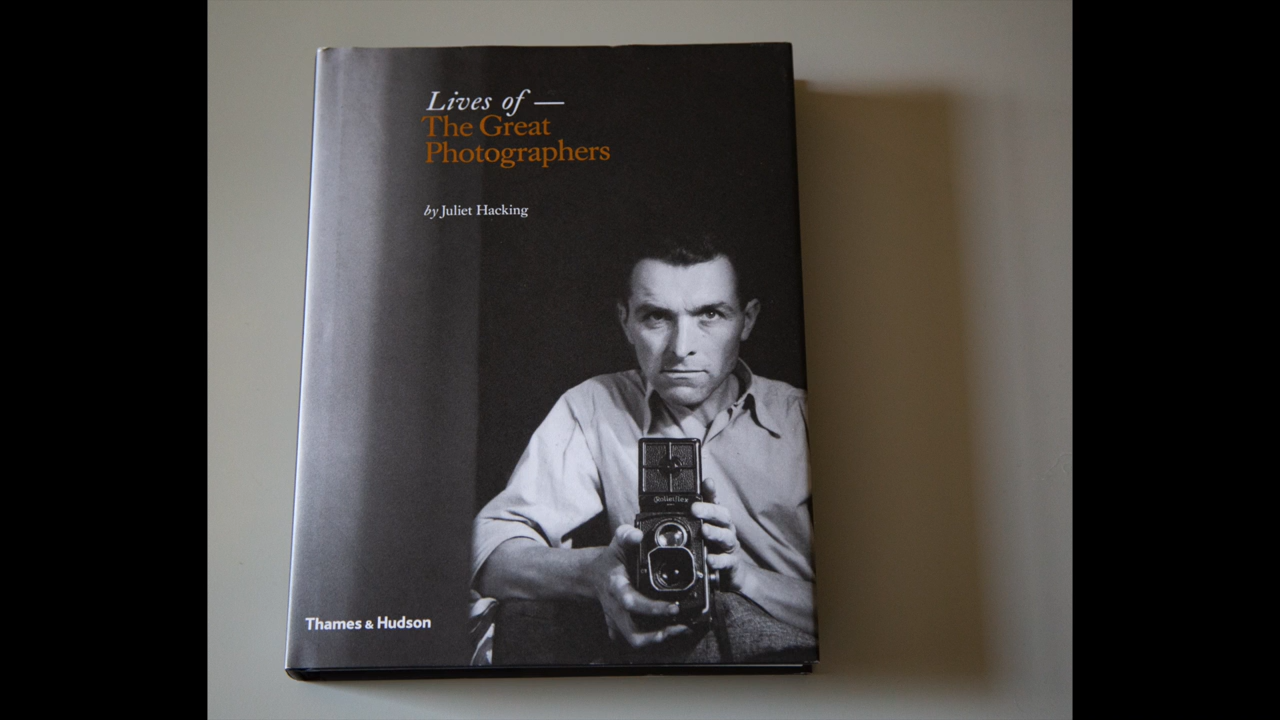 Lives of —
The Great
Photographers
by Juliet Hacking
Rolleiflex
Thames & Hudson